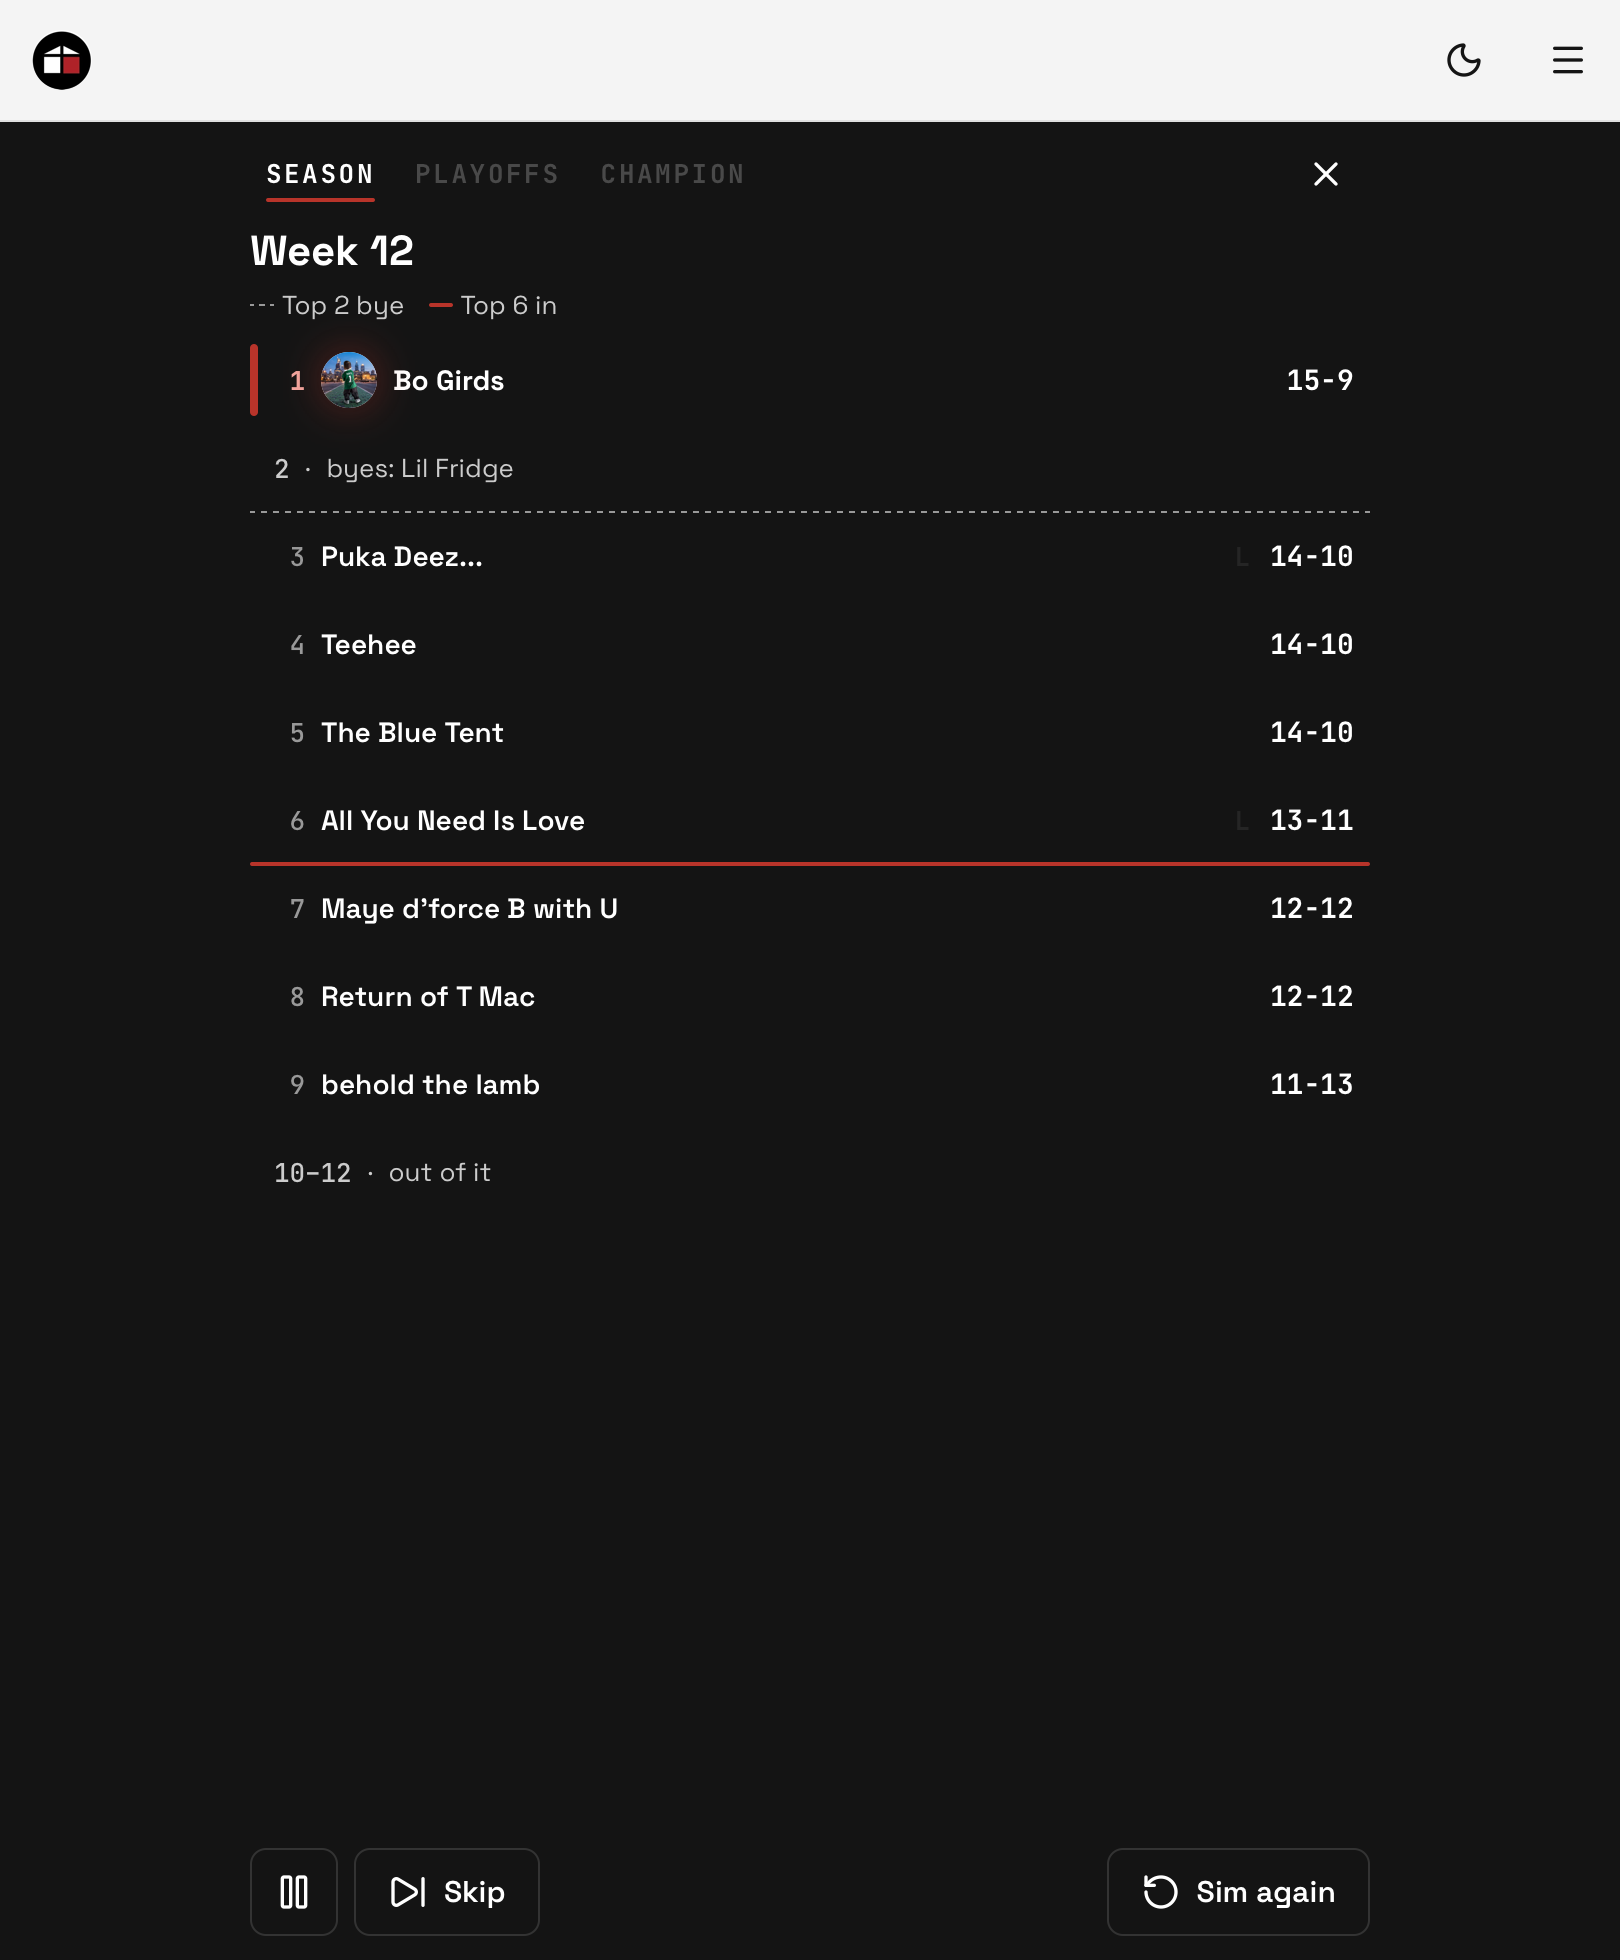 SEASON PLAYOFFS CHAMPION
Week 12
Top 2 bye Top 6 in
1 Bo Girds 15-9
2 · byes: Lil Fridge
3 Puka Deez... L 14-10
4 Teehee 14-10
5 The Blue Tent 14-10
6 All You Need Is Love L 13-11
7 Maye d’force B with U 12-12
8 Return of T Mac 12-12
9 behold the lamb 11-13
10–12 · out of it
Skip Sim again